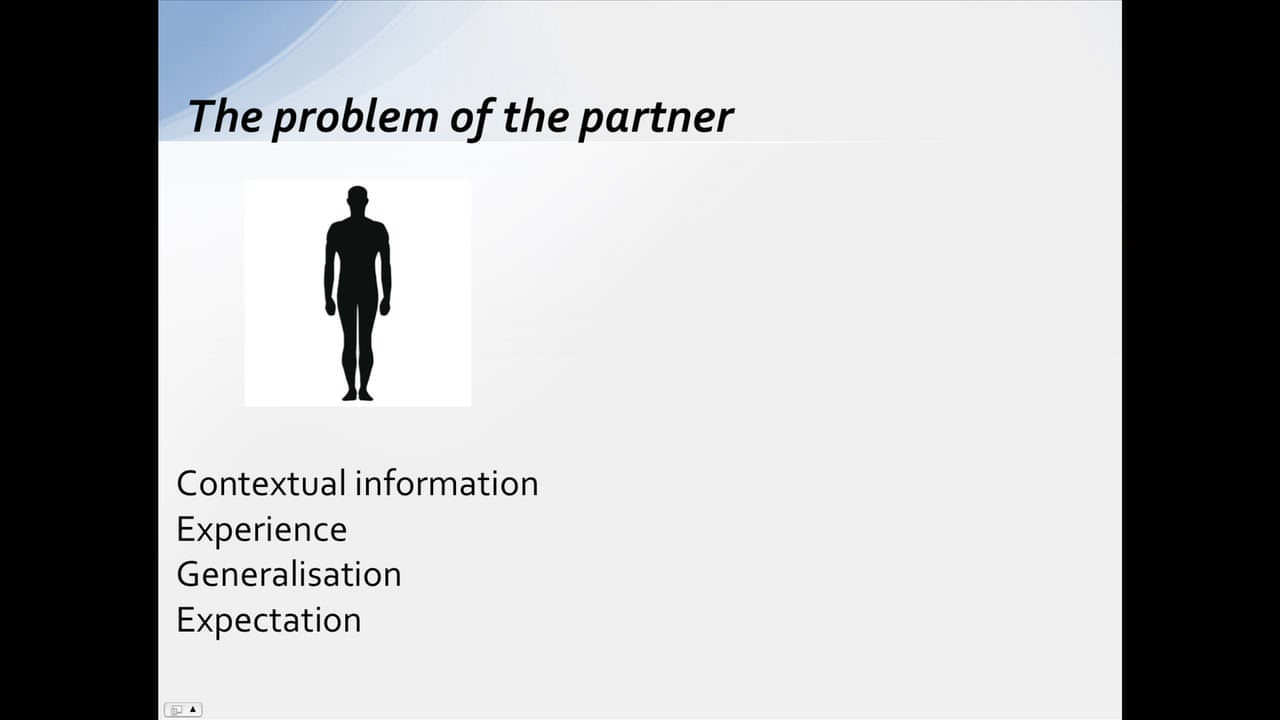 The problem of the partner
Contextual information
Experience
Generalisation
Expectation